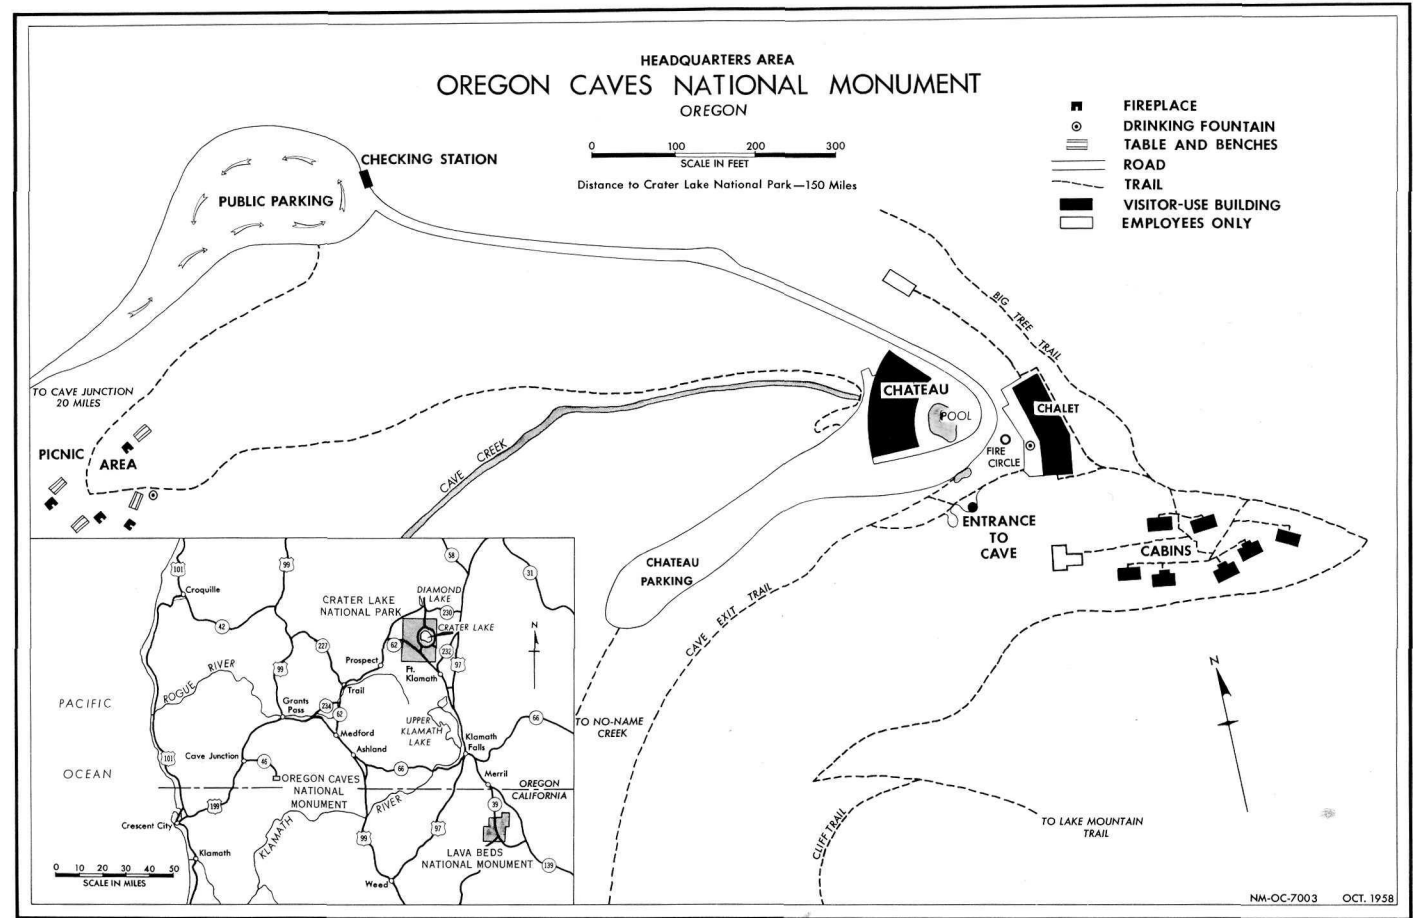 HEADQUARTERS AREA
OREGON CAVES NATIONAL MONUMENT
OREGON
0 100 200 300
SCALE IN FEET
Distance to Crater Lake National Park—150 Miles
FIREPLACE
DRINKING FOUNTAIN
TABLE AND BENCHES
ROAD
TRAIL
VISITOR-USE BUILDING
EMPLOYEES ONLY
CHECKING STATION
PUBLIC PARKING
TO CAVE JUNCTION
20 MILES
PICNIC
AREA
CAVE CREEK
BIG TREE TRAIL
CHATEAU
POOL
CHALET
FIRE
CIRCLE
ENTRANCE
TO
CAVE
CABINS
CHATEAU
PARKING
CAVE EXIT TRAIL
TO NO-NAME
CREEK
N
CLIFF TRAIL
TO LAKE MOUNTAIN
TRAIL
NM-OC-7003 OCT. 1958
101
99
58
31
Croquille
42
CRATER LAKE
NATIONAL PARK
DIAMOND
LAKE
230
CRATER LAKE
N
227
62
232
97
Prospect
Ft.
Klamath
99
ROGUE RIVER
Trail
PACIFIC
OCEAN
Grants
Pass
234
62
UPPER
KLAMATH
LAKE
66
Medford
Klamath
Falls
Ashland
101
Cave Junction
46
66
Merril
OREGON CAVES
NATIONAL
MONUMENT
OREGON
CALIFORNIA
199
39
Crescent City
KLAMATH RIVER
99
97
Klamath
LAVA BEDS
NATIONAL MONUMENT
139
Weed
0 10 20 30 40 50
SCALE IN MILES